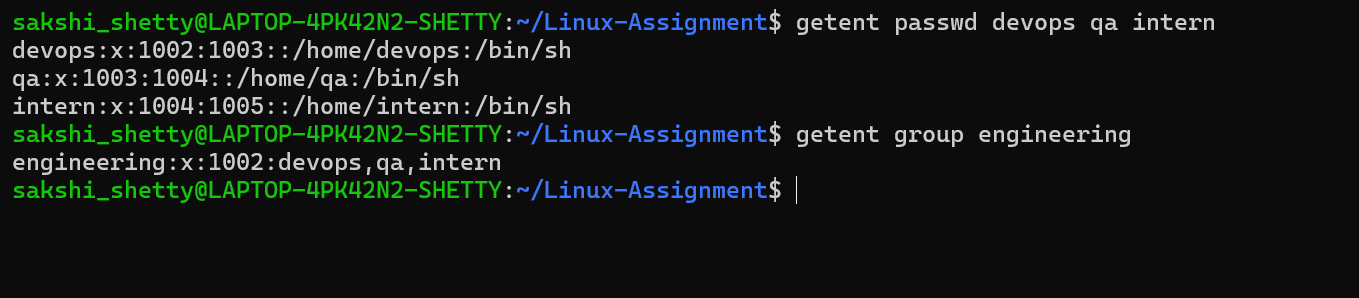 sakshi_shetty@LAPTOP-4PK42N2-SHETTY:~/Linux-Assignment$ getent passwd devops qa intern
devops:x:1002:1003::/home/devops:/bin/sh
qa:x:1003:1004::/home/qa:/bin/sh
intern:x:1004:1005::/home/intern:/bin/sh
sakshi_shetty@LAPTOP-4PK42N2-SHETTY:~/Linux-Assignment$ getent group engineering
engineering:x:1002:devops,qa,intern
sakshi_shetty@LAPTOP-4PK42N2-SHETTY:~/Linux-Assignment$